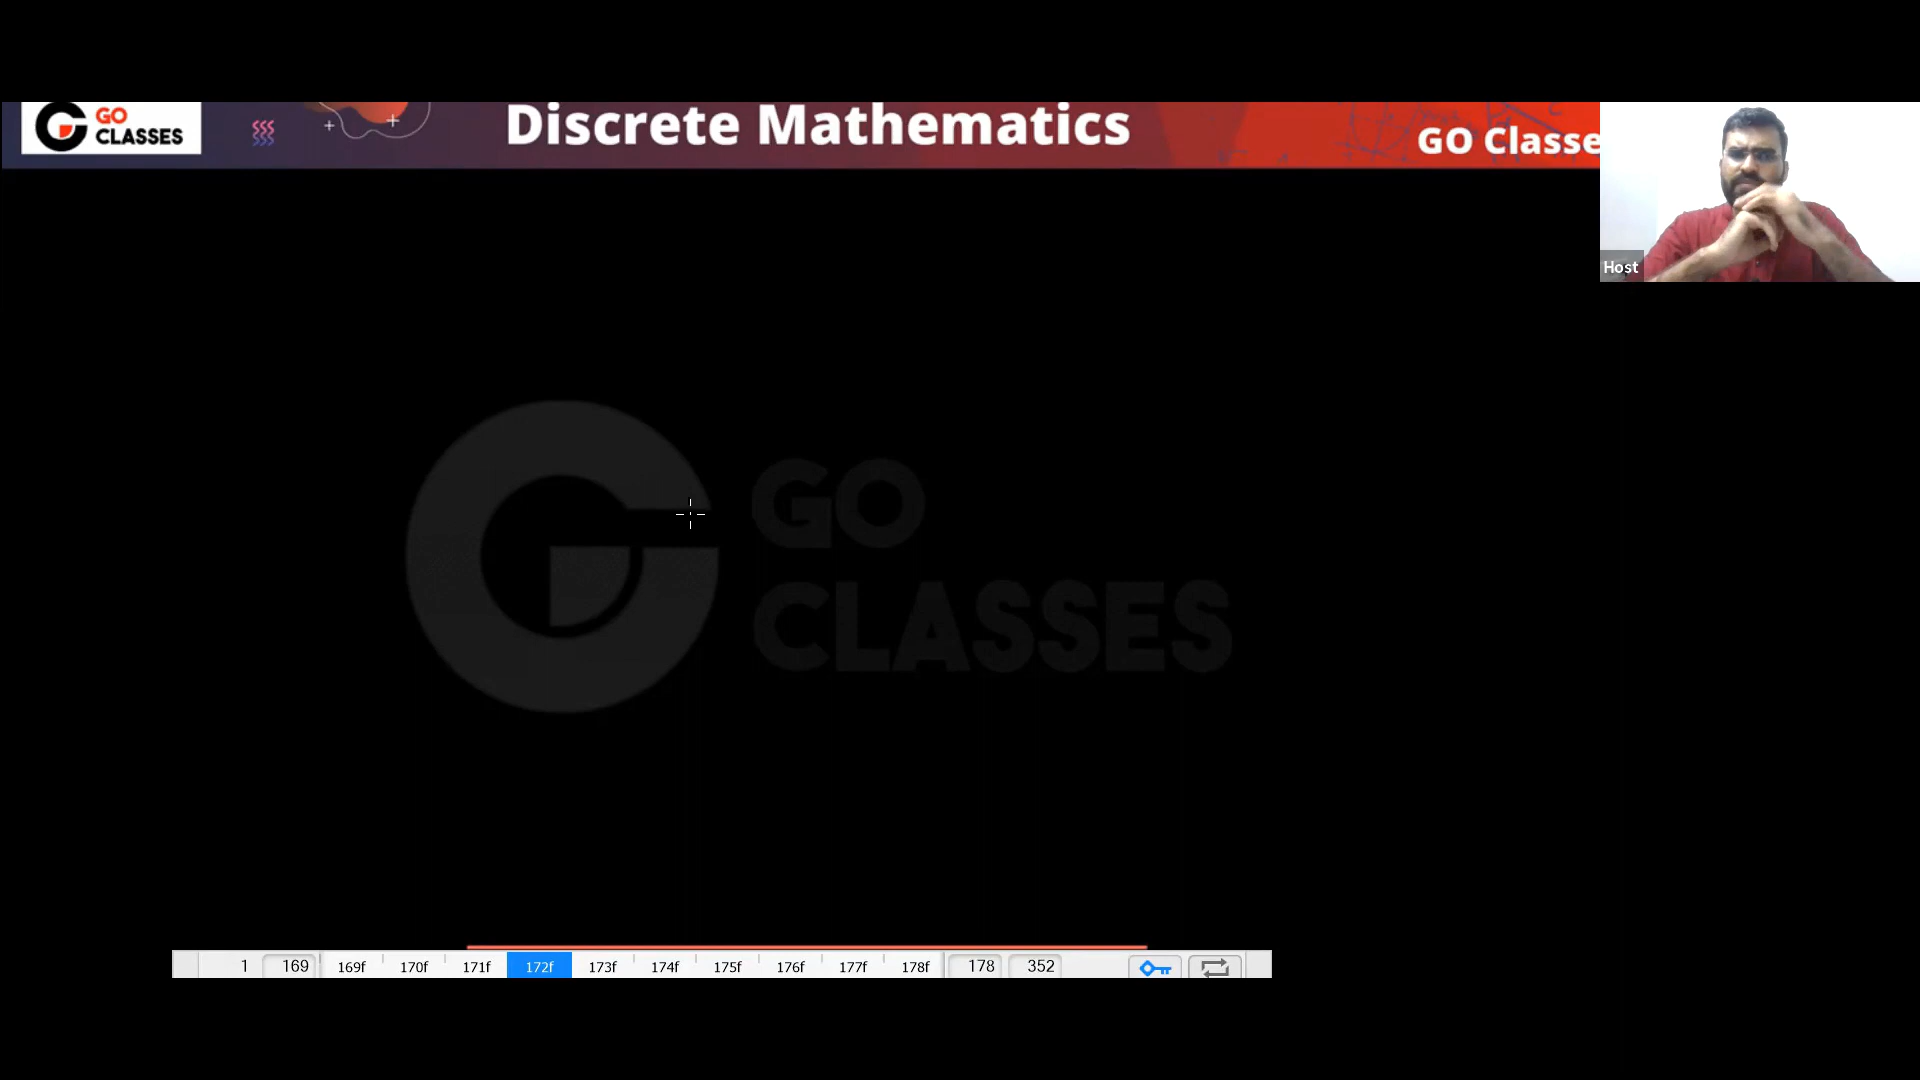 GO
CLASSES
Discrete Mathematics
GO Classe
Host
GO
CLASSES
1 169 169f 170f 171f 172f 173f 174f 175f 176f 177f 178f 178 352